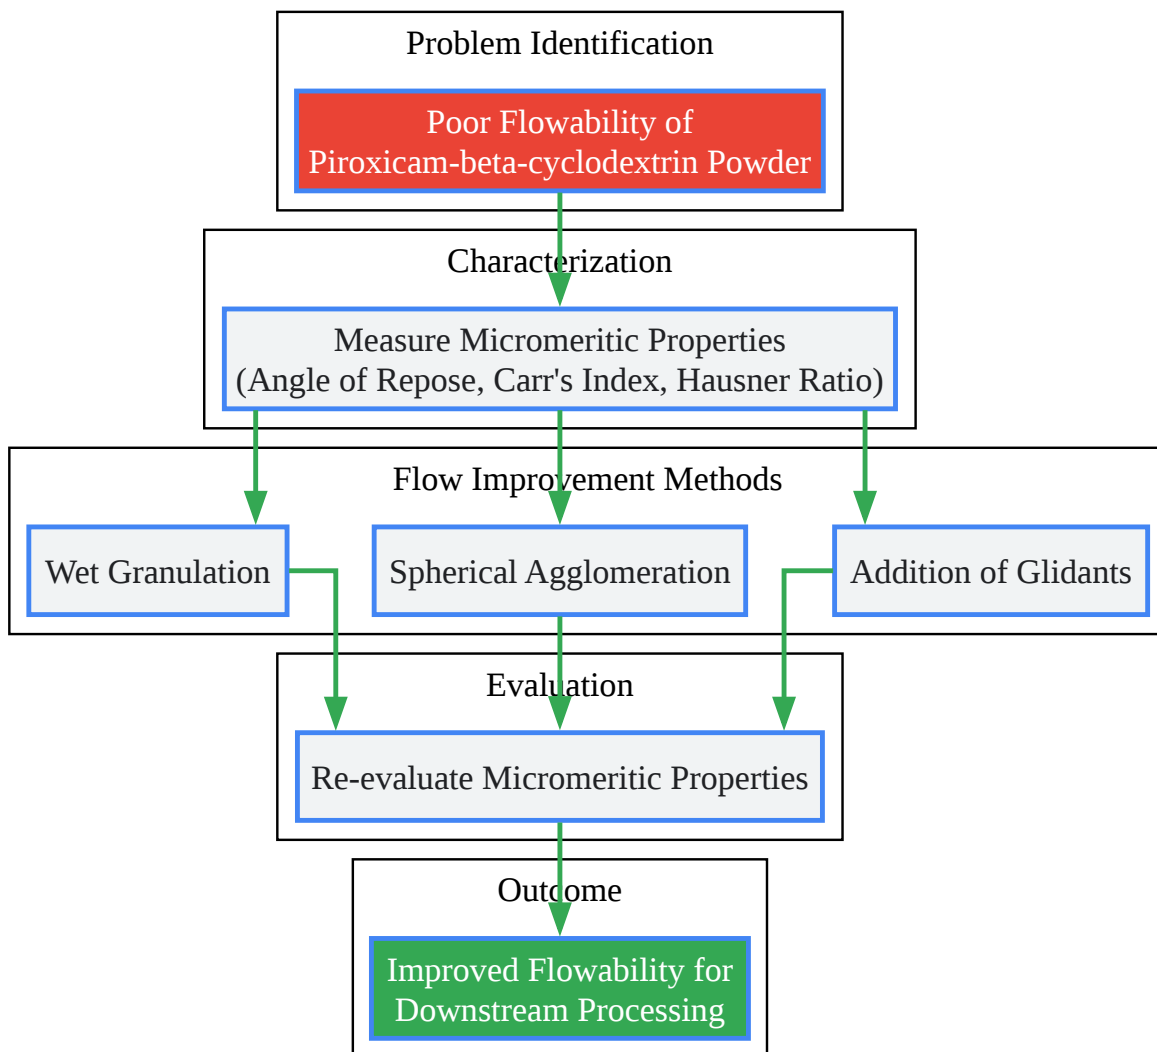 Problem Identification
Poor Flowability of
Piroxicam-beta-cyclodextrin Powder
Characterization
Measure Micromeritic Properties
(Angle of Repose, Carr's Index, Hausner Ratio)
Flow Improvement Methods
Wet Granulation
Spherical Agglomeration
Addition of Glidants
Evaluation
Re-evaluate Micromeritic Properties
Outcome
Improved Flowability for
Downstream Processing